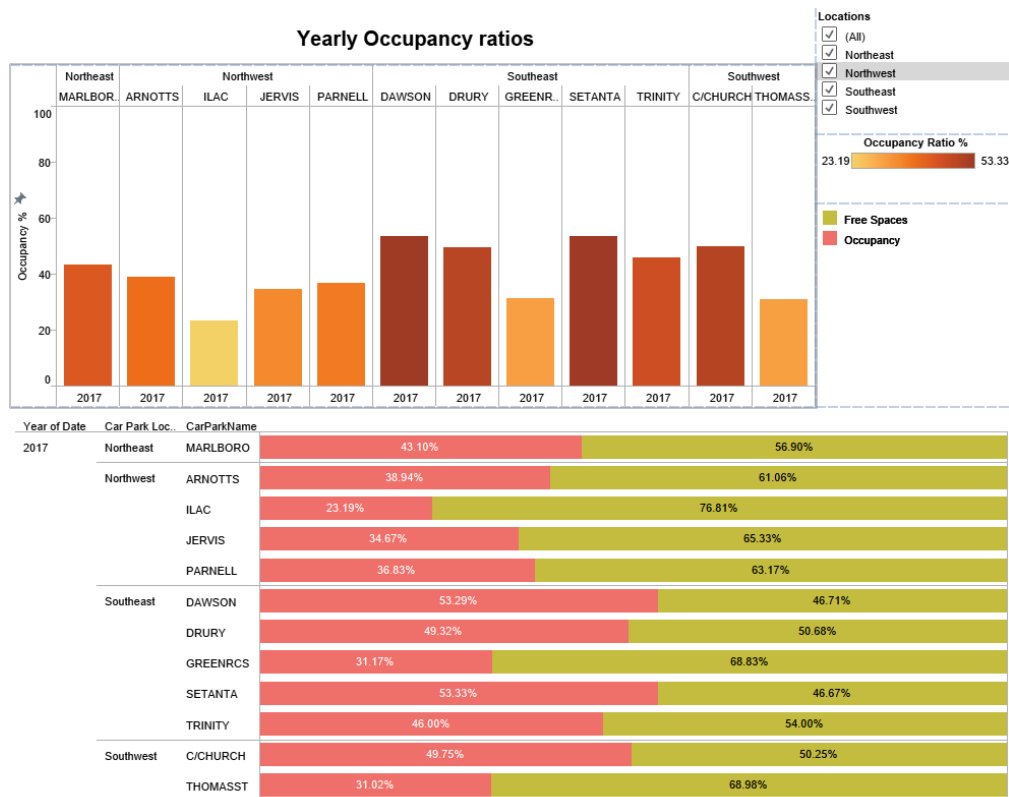 Yearly Occupancy ratios
Locations
(All)
Northeast
Northwest
Southeast
Southwest
Occupancy Ratio %
23.19 53.33
Free Spaces
Occupancy
Northeast Northwest Southeast Southwest
MARLBOR.. ARNOTTS ILAC JERVIS PARNELL DAWSON DRURY GREENR.. SETANTA TRINITY C/CHURCH THOMASS..
Occupancy %
100
80
60
40
20
0
2017 2017 2017 2017 2017 2017 2017 2017 2017 2017 2017 2017
Year of Date Car Park Loc.. CarParkName
2017 Northeast MARLBORO 43.10% 56.90%
Northwest ARNOTTS 38.94% 61.06%
ILAC 23.19% 76.81%
JERVIS 34.67% 65.33%
PARNELL 36.83% 63.17%
Southeast DAWSON 53.29% 46.71%
DRURY 49.32% 50.68%
GREENRCS 31.17% 68.83%
SETANTA 53.33% 46.67%
TRINITY 46.00% 54.00%
Southwest C/CHURCH 49.75% 50.25%
THOMASST 31.02% 68.98%